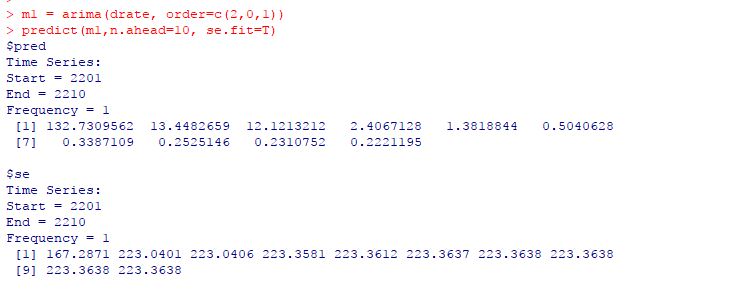 > m1 = arima(drate, order=c(2,0,1))
> predict(m1,n.ahead=10, se.fit=T)
$pred
Time Series:
Start = 2201
End = 2210
Frequency = 1
[1] 132.7309562 13.4482659 12.1213212 2.4067128 1.3818844 0.5040628
[7] 0.3387109 0.2525146 0.2310752 0.2221195
$se
Time Series:
Start = 2201
End = 2210
Frequency = 1
[1] 167.2871 223.0401 223.0406 223.3581 223.3612 223.3637 223.3638 223.3638
[9] 223.3638 223.3638